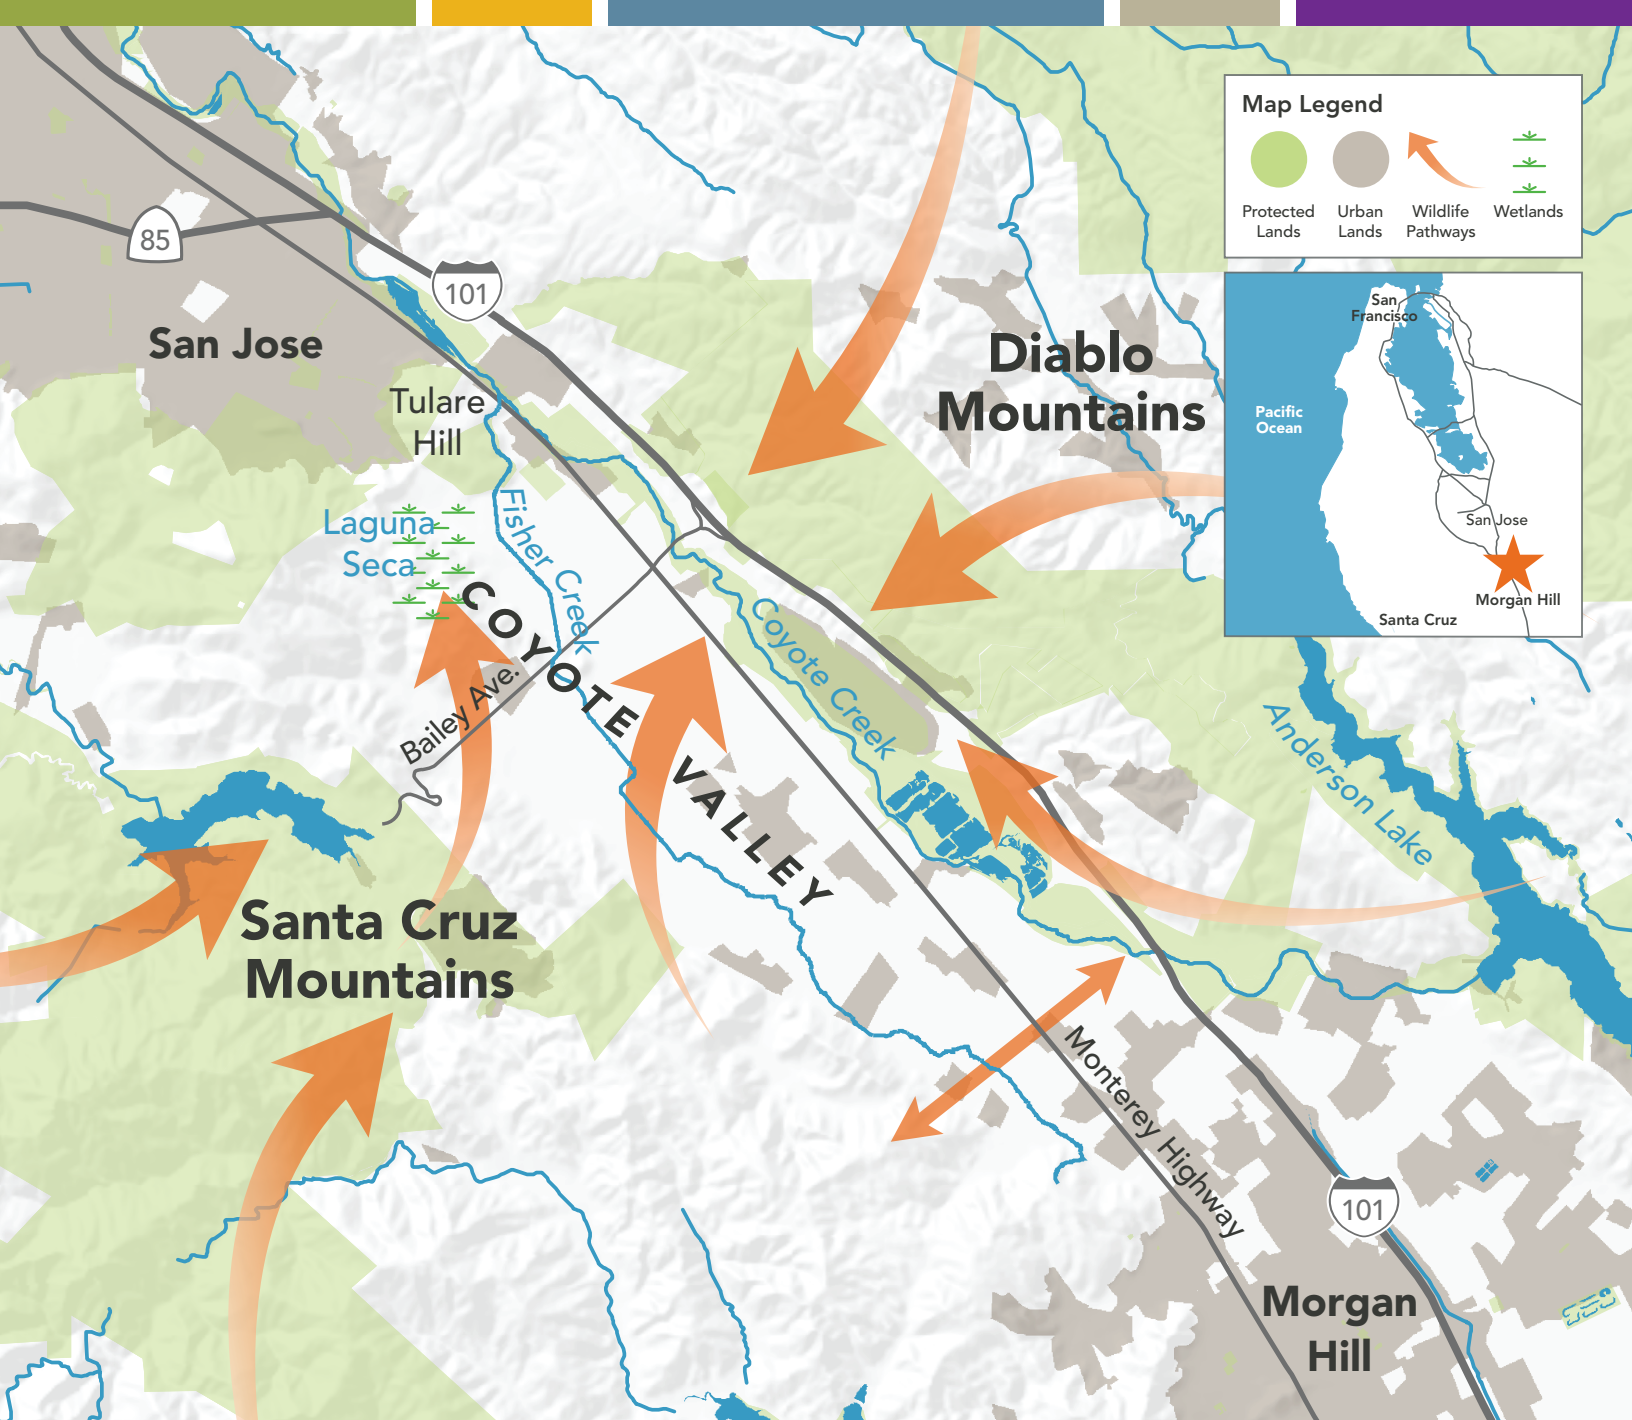 Map Legend
Protected
Lands
Urban
Lands
Wildlife
Pathways
Wetlands
85
101
San Jose
Tulare
Hill
Diablo
Mountains
San
Francisco
Pacific
Ocean
San Jose
Morgan Hill
Santa Cruz
Laguna
Seca
Fisher Creek
COYOTE VALLEY
Coyote Creek
Bailey Ave.
Anderson Lake
Santa Cruz
Mountains
Monterey Highway
101
Morgan
Hill